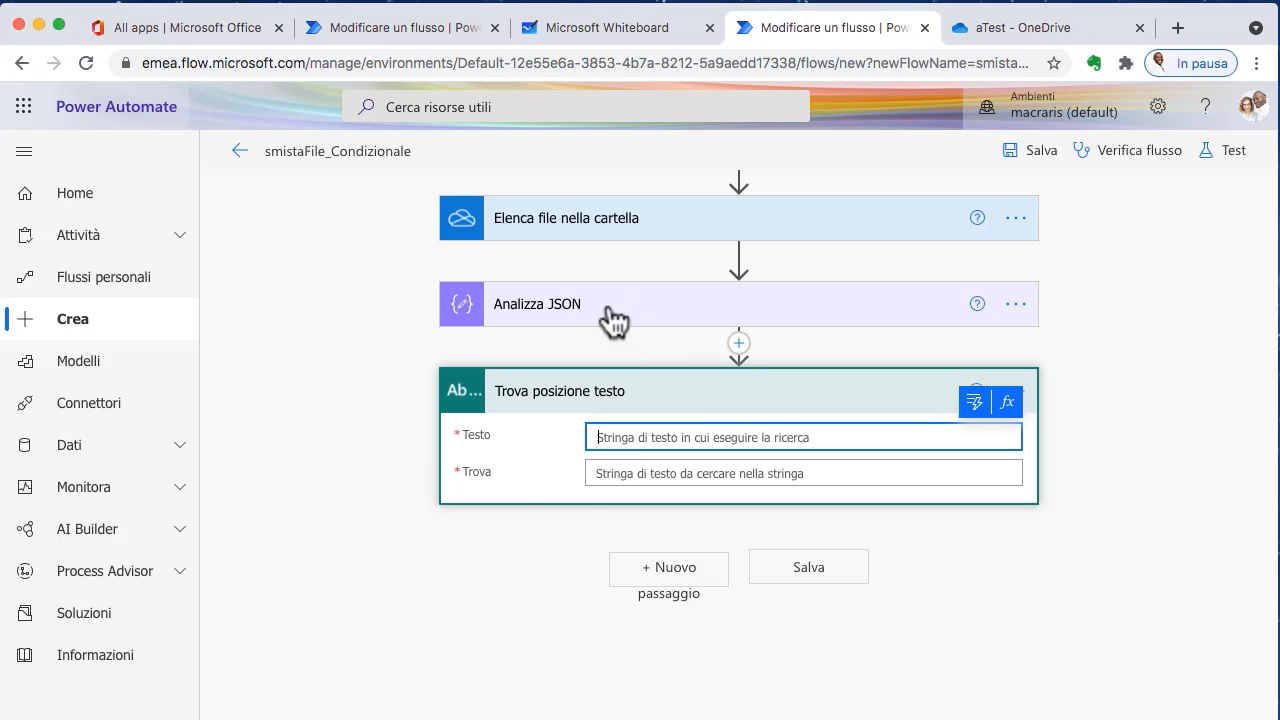 All apps | Microsoft Office
Modificare un flusso | Powe
Microsoft Whiteboard
Modificare un flusso | Powe
aTest - OneDrive
emea.flow.microsoft.com/manage/environments/Default-12e55e6a-3853-4b7a-8212-5a9aedd17338/flows/new?newFlowName=smista...
In pausa
Power Automate
Cerca risorse utili
Ambienti
macraris (default)
smistaFile_Condizionale
Salva
Verifica flusso
Test
Home
Attività
Flussi personali
Crea
Modelli
Connettori
Dati
Monitora
AI Builder
Process Advisor
Soluzioni
Informazioni
Elenca file nella cartella
Analizza JSON
Ab...
Trova posizione testo
fx
*Testo
Stringa di testo in cui eseguire la ricerca
*Trova
Stringa di testo da cercare nella stringa
+ Nuovo
passaggio
Salva